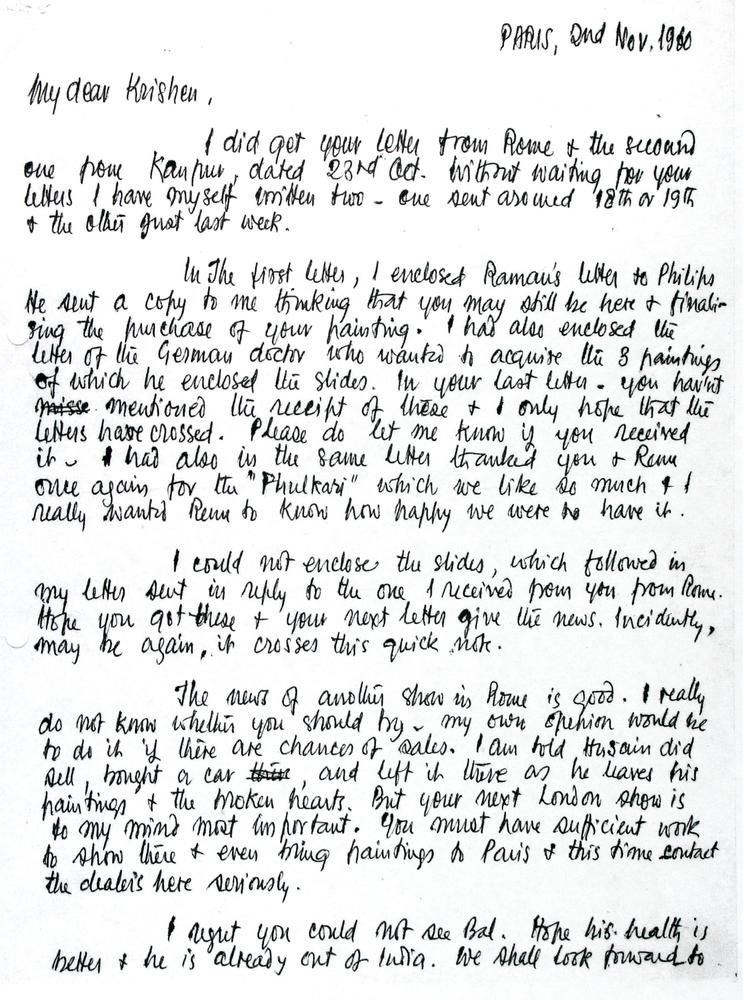 PARIS, 2nd Nov. 1960
My dear Krishen,
I did get your letter from Rome & the second
one from Kanpur, dated 23rd Oct. Without waiting for your
letters I have myself written two - one sent around 18th or 19th
& the other just last week.
In The first letter, I enclosed Raman's letter to Philips
He sent a copy to me thinking that you may still be here & finali-
sing the purchase of your painting. I had also enclosed the
letter of the German doctor who wanted to acquire the 3 paintings
of which he enclosed the slides. In your last letter - you hav'nt
mentioned the receipt of these & I only hope that the
letters have crossed. Please do let me know if you received
it - I had also in the same letter thanked you & Renu
once again for the "Phulkari" which we like so much & I
really wanted Renu to know how happy we were to have it.
I could not enclose the slides, which followed in
my letter sent in reply to the one I received from you from Rome.
Hope you got these & your next letter give the news. Incidently,
may be again, it crosses this quick note.
The news of another show in Rome is good. I really
do not know whether you should try - my own openion would be
to do it if there are chances of sales. I am told Husain did
sell, bought a car, and left it there as he leaves his
paintings & the broken hearts. But your next London show is
to my mind most important. You must have sufficient work
to show there & even bring paintings to Paris & this time contact
the dealers here seriously.
I regret you could not see Bal. Hope his health is
better & he is already out of India. We shall look forward to